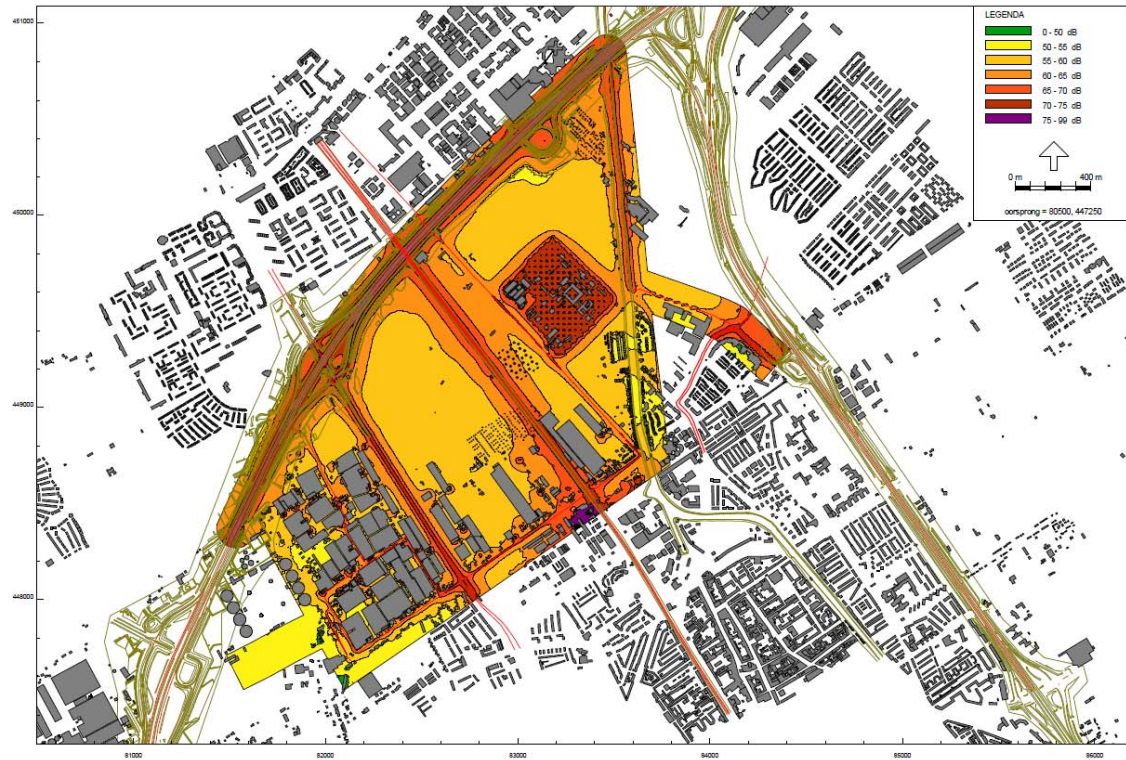 LEGENDA
0 - 50 dB
50 - 55 dB
55 - 60 dB
60 - 65 dB
65 - 70 dB
70 - 75 dB
75 - 99 dB
0 m 400 m
oorsprong = 80500, 447250
451000
450000
449000
448000
81000 82000 83000 84000 85000 86000